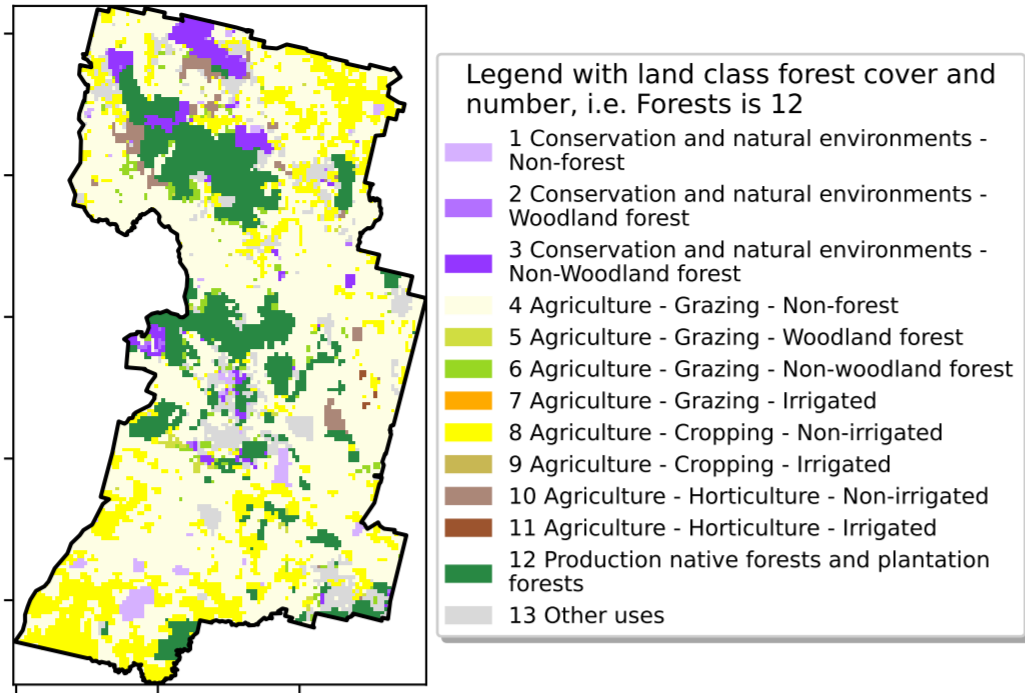 Legend with land class forest cover and
number, i.e. Forests is 12
1 Conservation and natural environments -
Non-forest
2 Conservation and natural environments -
Woodland forest
3 Conservation and natural environments -
Non-Woodland forest
4 Agriculture - Grazing - Non-forest
5 Agriculture - Grazing - Woodland forest
6 Agriculture - Grazing - Non-woodland forest
7 Agriculture - Grazing - Irrigated
8 Agriculture - Cropping - Non-irrigated
9 Agriculture - Cropping - Irrigated
10 Agriculture - Horticulture - Non-irrigated
11 Agriculture - Horticulture - Irrigated
12 Production native forests and plantation
forests
13 Other uses